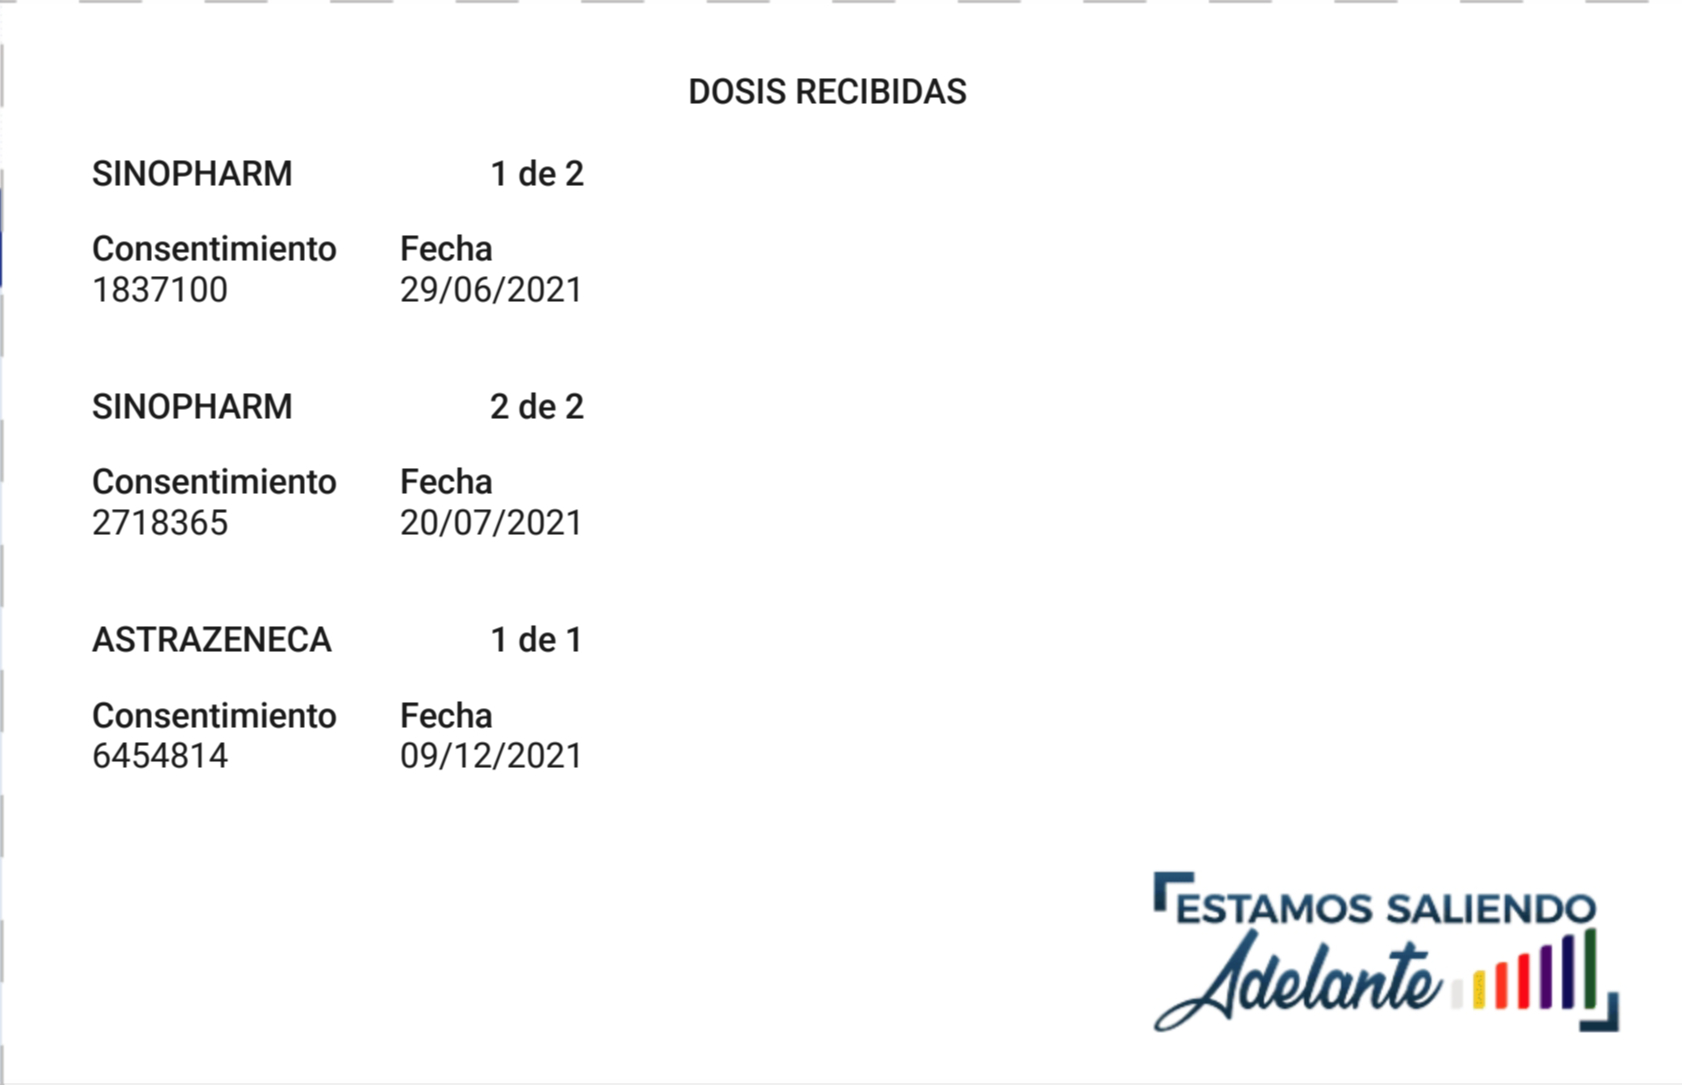 DOSIS RECIBIDAS
SINOPHARM 1 de 2
Consentimiento Fecha
1837100 29/06/2021
SINOPHARM 2 de 2
Consentimiento Fecha
2718365 20/07/2021
ASTRAZENECA 1 de 1
Consentimiento Fecha
6454814 09/12/2021
ESTAMOS SALIENDO
Adelante